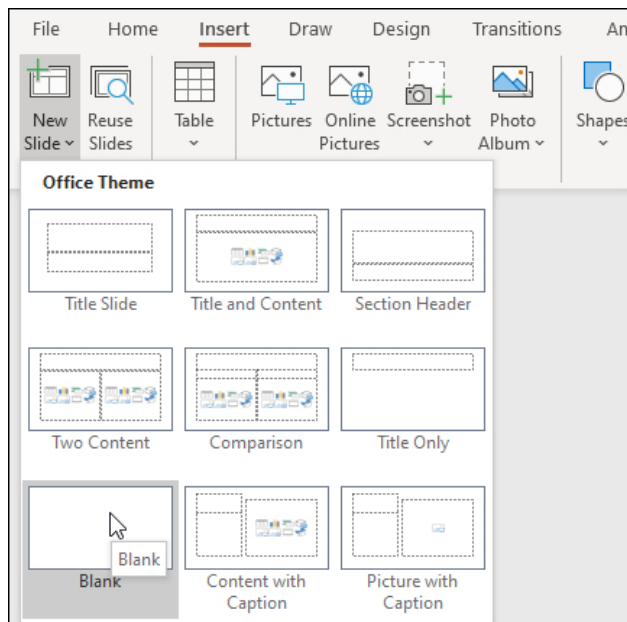 File Home Insert Draw Design Transitions An
New Slide Reuse Slides Table Pictures Online Pictures Screenshot Photo Album Shapes
Office Theme
Title Slide Title and Content Section Header
Two Content Comparison Title Only
Blank
Blank Content with Caption Picture with Caption